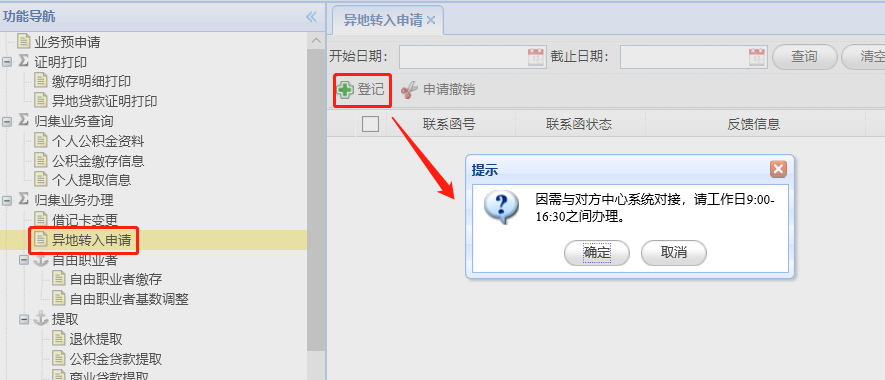 功能导航
业务预申请
证明打印
缴存明细打印
异地贷款证明打印
归集业务查询
个人公积金资料
公积金缴存信息
个人提取信息
归集业务办理
借记卡变更
异地转入申请
自由职业者
自由职业者缴存
自由职业者基数调整
提取
退休提取
公积金贷款提取
商业贷款提取
异地转入申请
开始日期: 截止日期: 查询 清空
登记 申请撤销
联系函号 联系函状态 反馈信息
提示
因需与对方中心系统对接，请工作日9:00-
16:30之间办理。
确定 取消